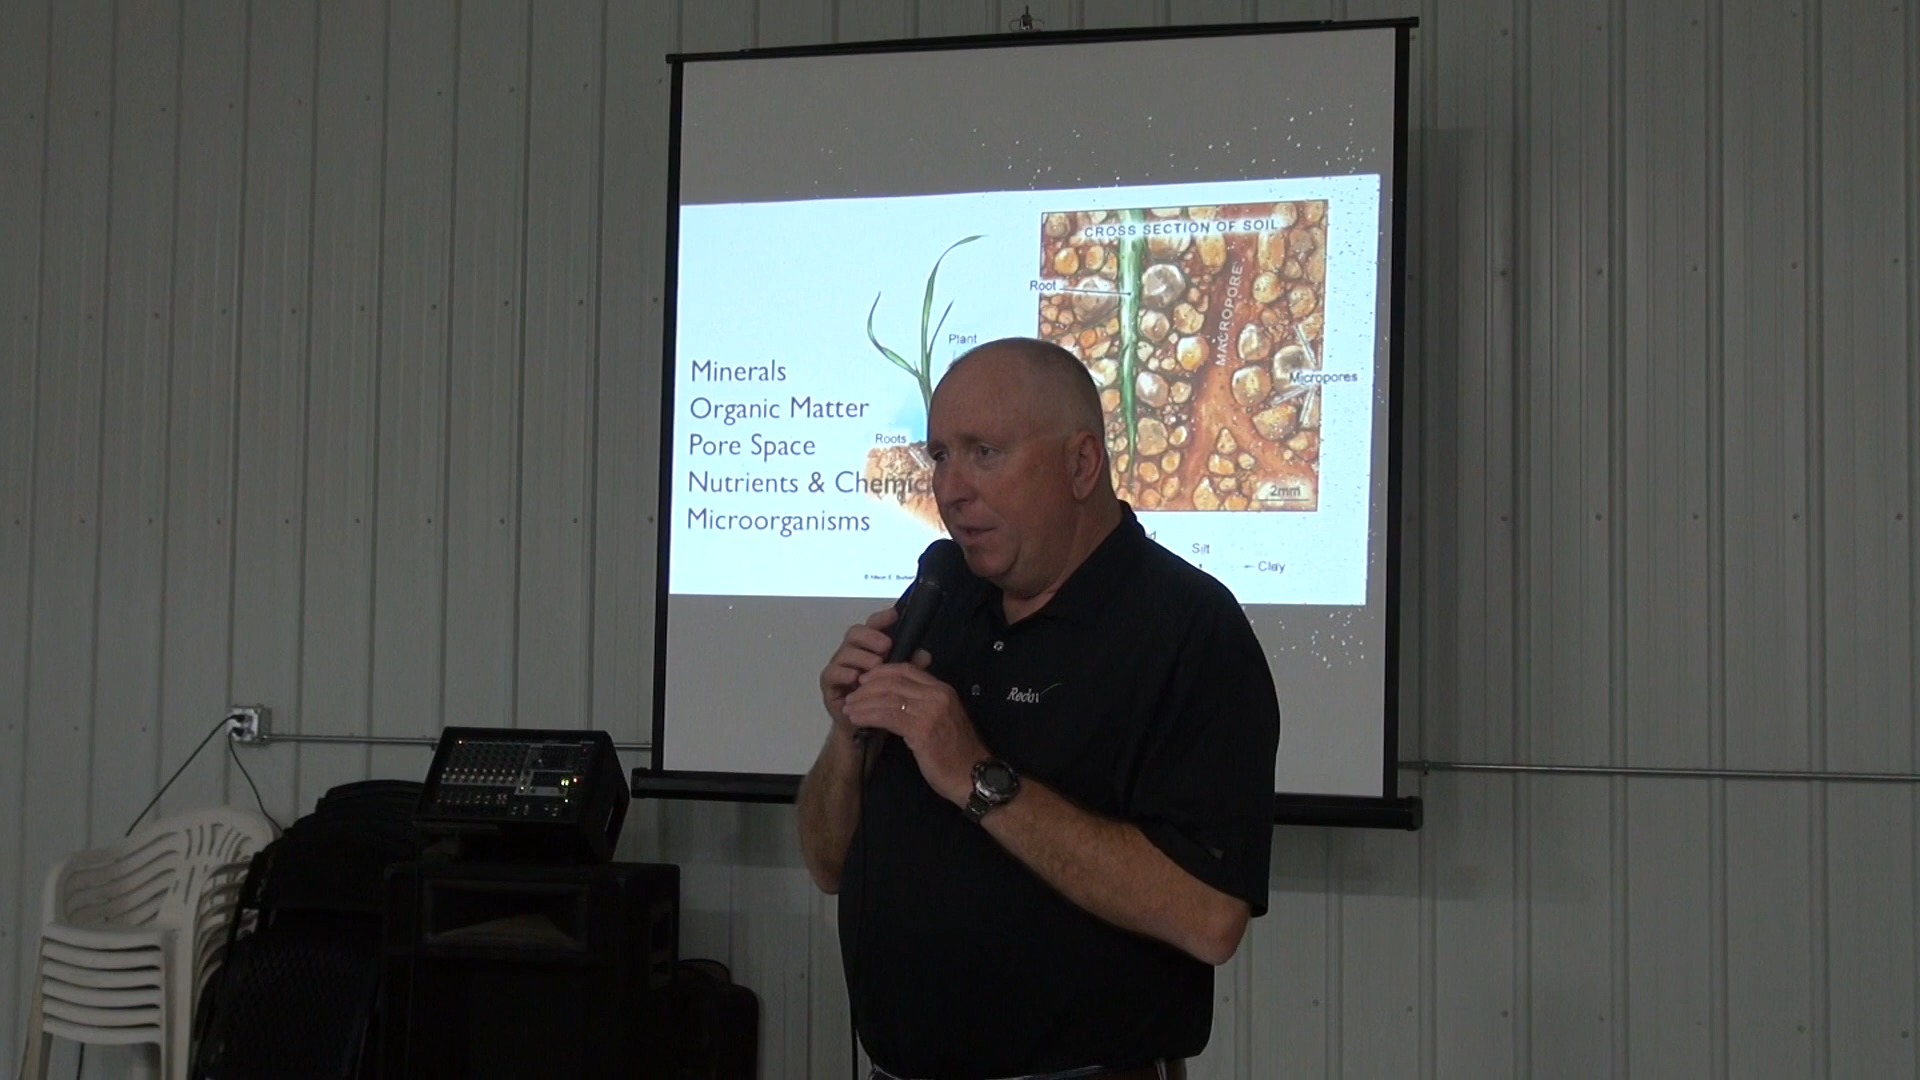 Minerals
Organic Matter
Pore Space
Nutrients &
Microorganisms
Plant
Roots
CROSS SECTION OF SOIL
Root
MACROPORE
Micropores
2mm
Silt
Clay